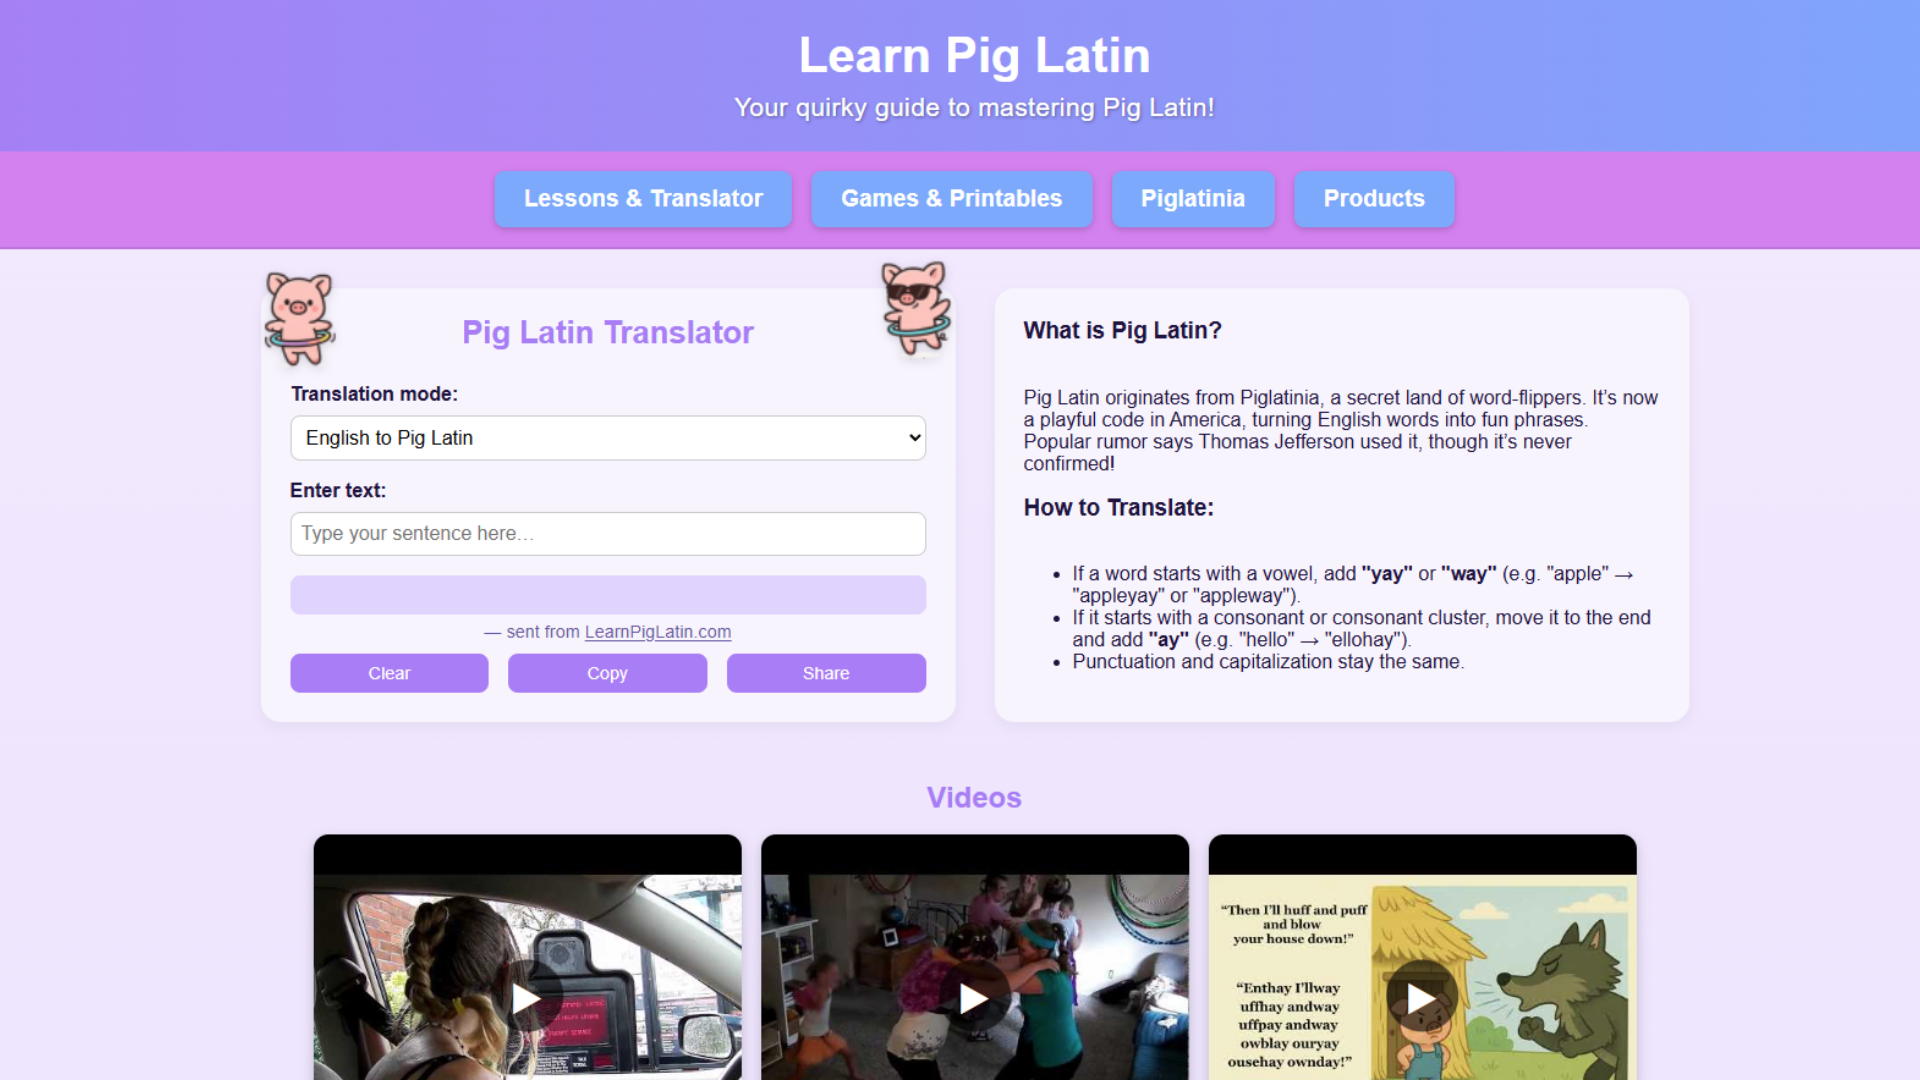 Learn Pig Latin
Your quirky guide to mastering Pig Latin!
Lessons & Translator
Games & Printables
Piglatinia
Products
Pig Latin Translator
Translation mode:
English to Pig Latin
Enter text:
Type your sentence here…
— sent from LearnPigLatin.com
Clear
Copy
Share
What is Pig Latin?
Pig Latin originates from Piglatinia, a secret land of word-flippers. It’s now
a playful code in America, turning English words into fun phrases.
Popular rumor says Thomas Jefferson used it, though it’s never
confirmed!
How to Translate:
• If a word starts with a vowel, add "yay" or "way" (e.g. "apple" →
"appleyay" or "appleway").
• If it starts with a consonant or consonant cluster, move it to the end
and add "ay" (e.g. "hello" → "ellohay").
• Punctuation and capitalization stay the same.
Videos
“Then I’ll huff and puff
and blow
your house down!”
“Enthay I’llway
uffhay andway
uffpay andway
owblay ouryay
ousehay ownday!”